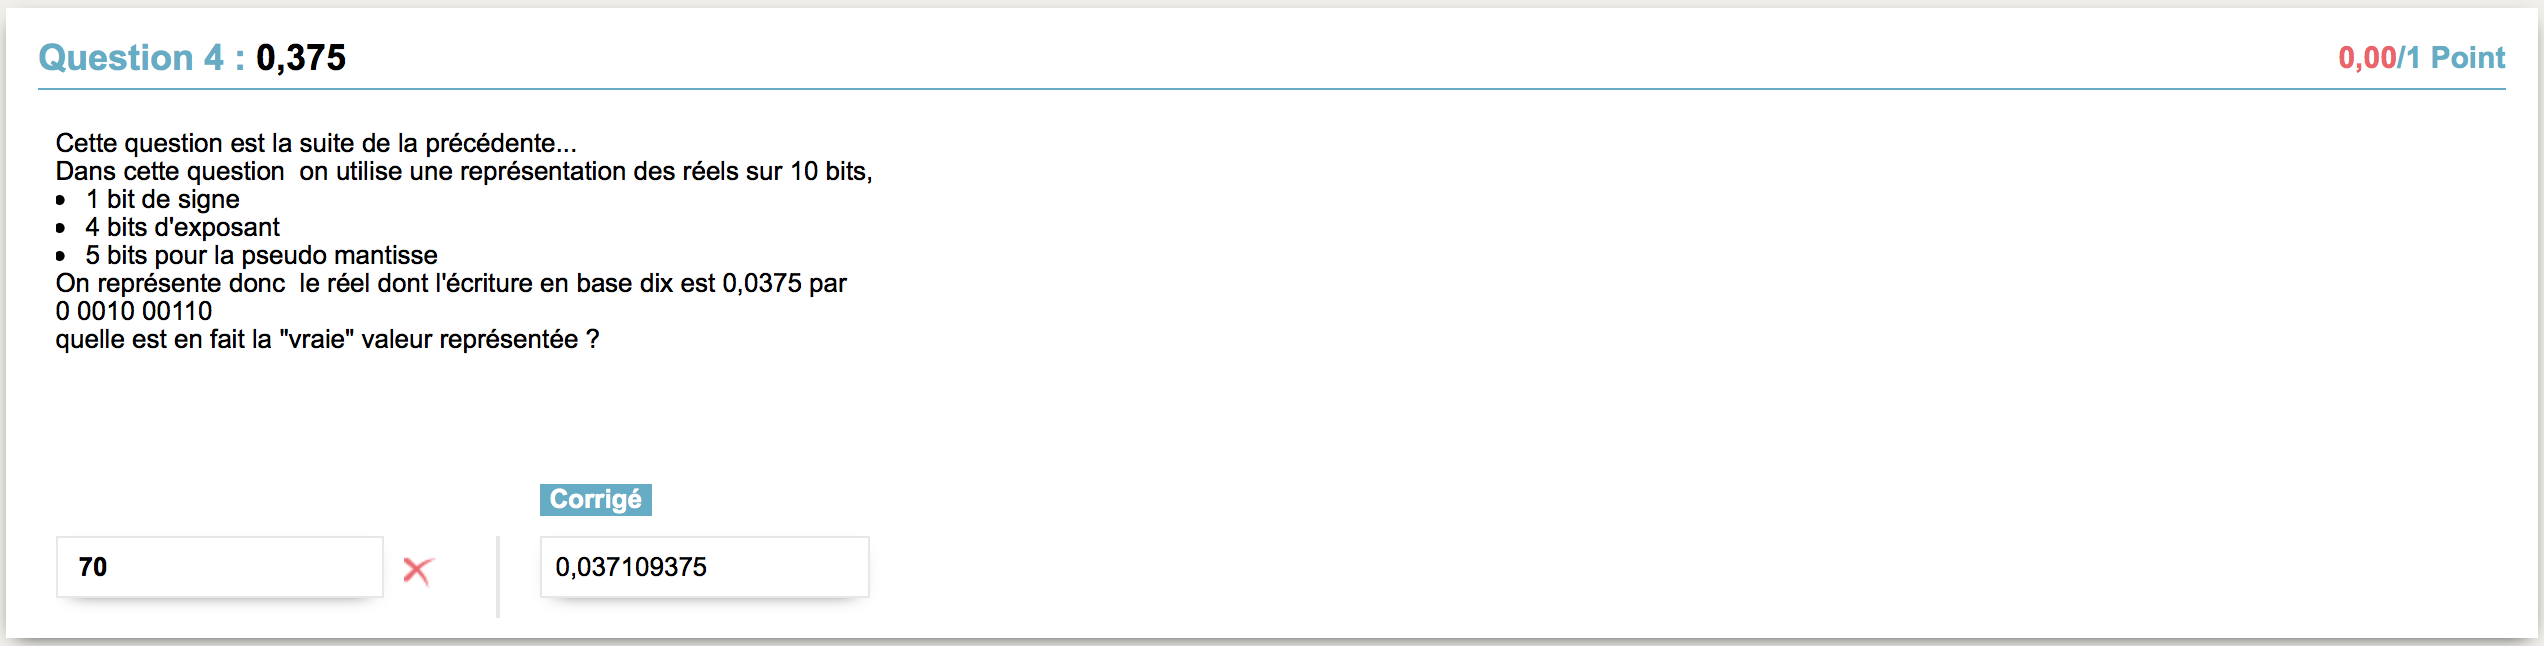 Question 4 : 0,375
0,00/1 Point
Cette question est la suite de la précédente...
Dans cette question  on utilise une représentation des réels sur 10 bits,
• 1 bit de signe
• 4 bits d'exposant
• 5 bits pour la pseudo mantisse
On représente donc  le réel dont l'écriture en base dix est 0,0375 par
0 0010 00110
quelle est en fait la "vraie" valeur représentée ?
Corrigé
70
0,037109375